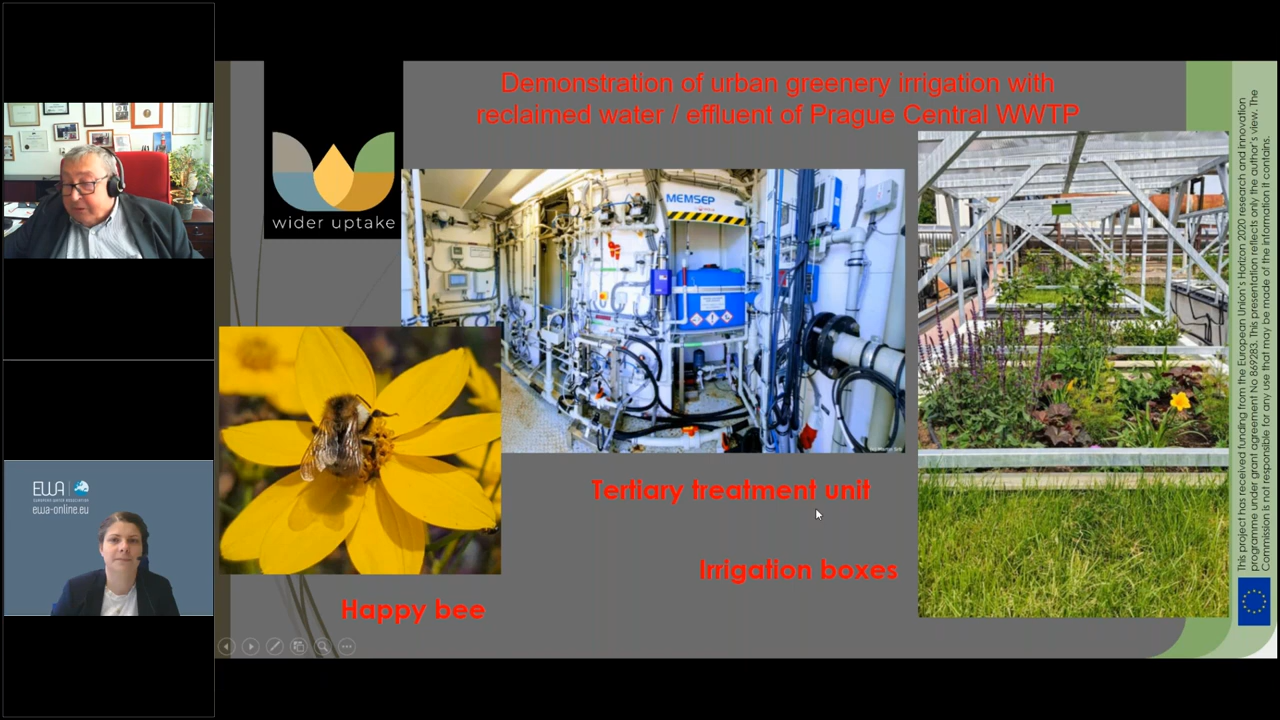 Demonstration of urban greenery irrigation with
reclaimed water / effluent of Prague Central WWTP
wider uptake
MEMSEP
Tertiary treatment unit
Irrigation boxes
Happy bee
EWA
ewa-online.eu
This project has received funding from the European Union's Horizon 2020 research and innovation
programme under grant agreement No 869283. This presentation reflects only the author's view. The
Commission is not responsible for any use that may be made of the information it contains.